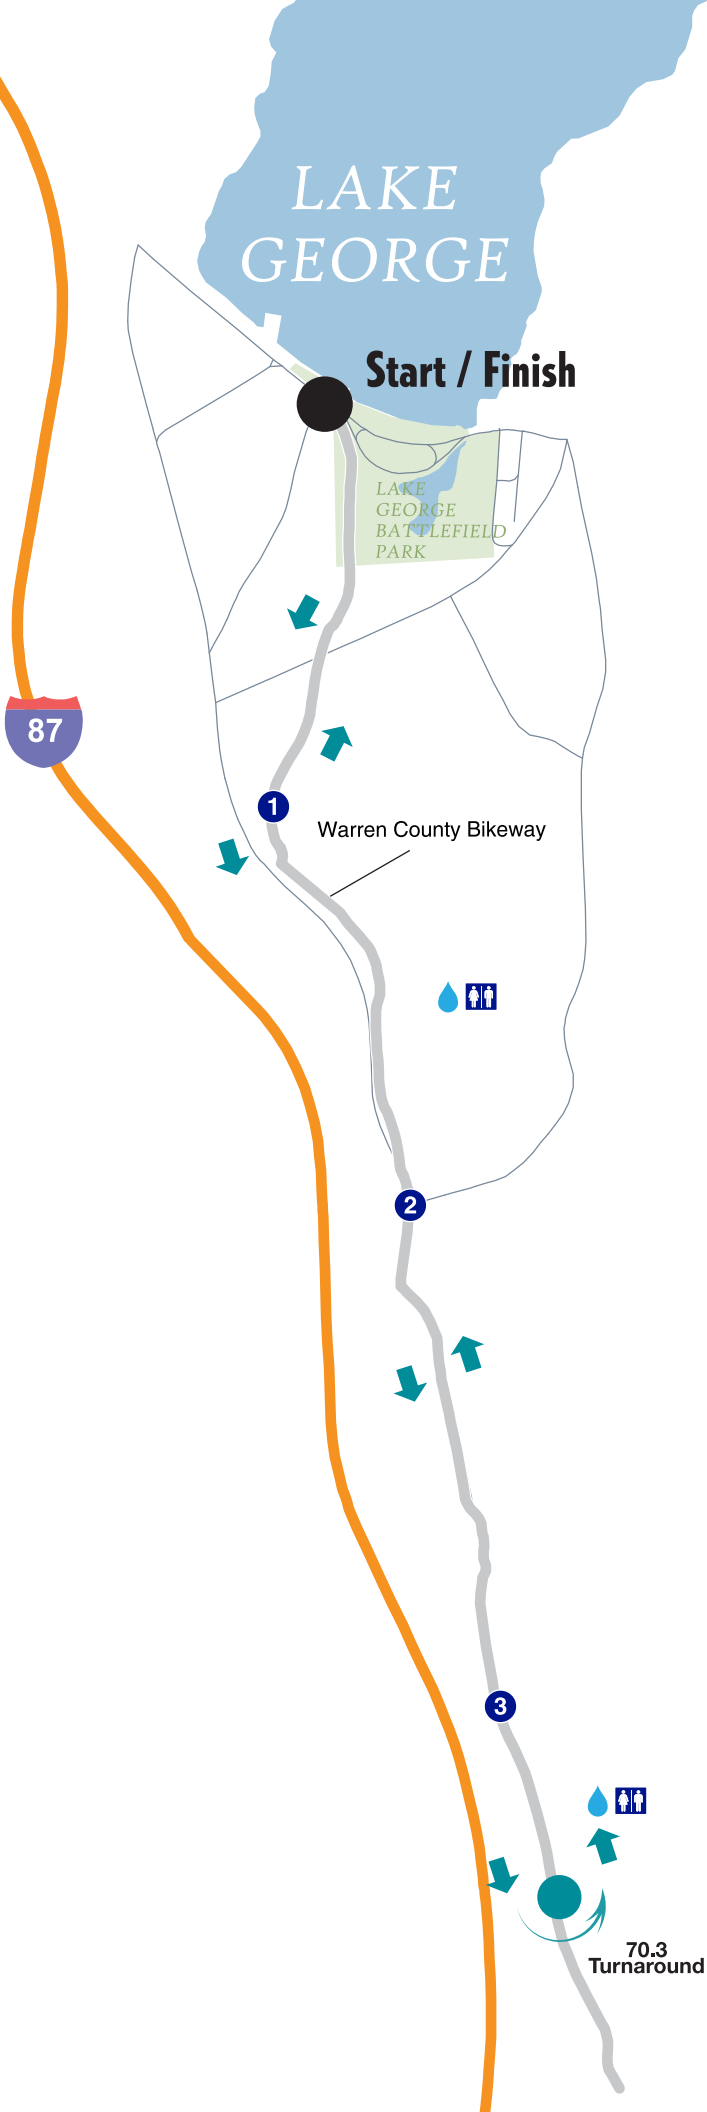 LAKE
GEORGE
Start / Finish
LAKE
GEORGE
BATTLEFIELD
PARK
87
1
Warren County Bikeway
2
3
70.3
Turnaround